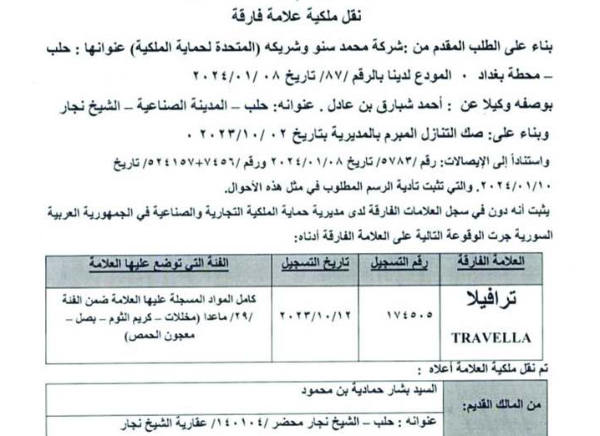 نقل ملكية علامة فارقة
بناء على الطلب المقدم من :شركة محمد سنو وشريكه (المتحدة لحماية الملكية) عنوانها : حلب
– محطة بغداد ٠ المودع لدينا بالرقم /٨٧/ تاريخ ٠٨ /٢٠٢٤/٠١
بوصفه وكيلا عن : أحمد شبارق بن عادل . عنوانه: حلب – المدينة الصناعية – الشيخ نجار
وبناء على: صك التنازل المبرم بالمديرية بتاريخ ٠٢ /٢٠٢٣/١٠ ٠
واستناداً إلى الإيصالات: رقم /٥٧٨٣/ تاريخ ٢٠٢٤/٠١/٠٨ ورقم /٧٤٥٦+٥٢٤١٥٧/ تاريخ
٢٠٢٤/٠١/١٠. والتي تثبت تأدية الرسم المطلوب في مثل هذه الأحوال.
يثبت أنه دون في سجل العلامات الفارقة لدى مديرية حماية الملكية التجارية والصناعية في الجمهورية العربية
السورية جرت الوقوعة التالية على العلامة الفارقة أدناه:
العلامة الفارقة رقم التسجيل تاريخ التسجيل الفئة التي توضع عليها العلامة
ترافيلا
TRAVELLA
١٧٤٥٠٥
٢٠٢٣/١٠/١٢
كامل المواد المسجلة عليها العلامة ضمن الفئة
/٢٩/ ماعدا (مخللات – كريم الثوم – بصل –
معجون الحمص)
تم نقل ملكية العلامة أعلاه :
من المالك القديم:
السيد بشار حمادية بن محمود
عنوانه : حلب – الشيخ نجار محضر /١٤٠١٠٤/ عقارية الشيخ نجار